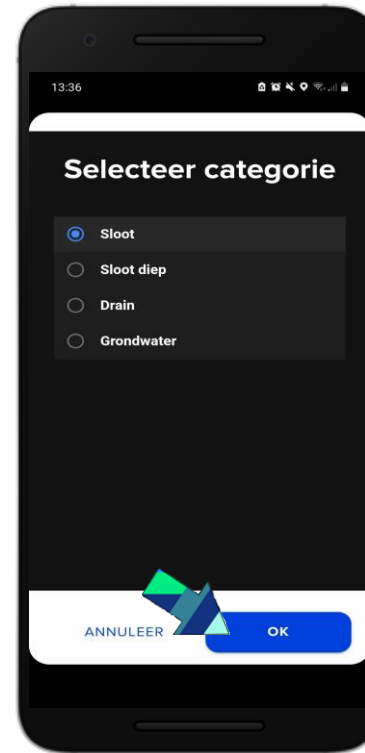 13:36
Selecteer categorie
Sloot
Sloot diep
Drain
Grondwater
ANNULEER OK